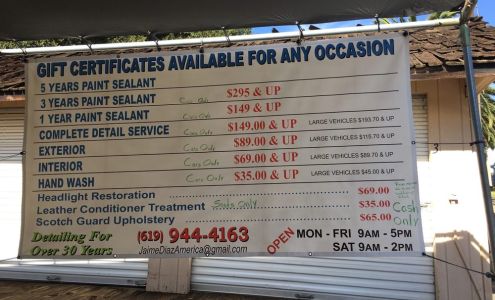 GIFT CERTIFICATES AVAILABLE FOR ANY OCCASION
5 YEARS PAINT SEALANT
3 YEARS PAINT SEALANT Cars Only $295 & UP
1 YEAR PAINT SEALANT $149 & UP
COMPLETE DETAIL SERVICE Cars Only $149.00 & UP LARGE VEHICLES $193.70 & UP
EXTERIOR $89.00 & UP LARGE VEHICLES $115.70 & UP
INTERIOR Cars Only $69.00 & UP LARGE VEHICLES $89.70 & UP
HAND WASH Cars Only $35.00 & UP LARGE VEHICLES $45.00 & UP
Headlight Restoration $69.00
Leather Conditioner Treatment Seats Only $35.00 Cash
Scotch Guard Upholstery $65.00 Only
Detailing For (619) 944-4163 OPEN MON - FRI 9AM - 5PM
Over 30 Years JaimeDiazAmerica@gmail.com SAT 9AM - 2PM